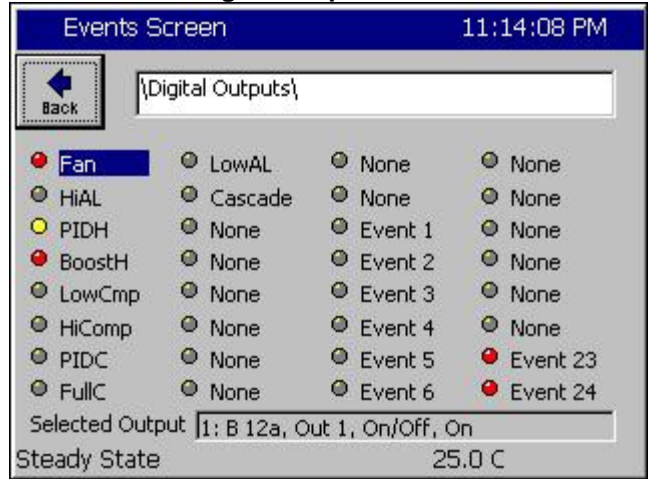 Events Screen 11:14:08 PM
Back \Digital Outputs\
Fan LowAL None None
HiAL Cascade None None
PIDH None Event 1 None
BoostH None Event 2 None
LowCmp None Event 3 None
HiComp None Event 4 None
PIDC None Event 5 Event 23
FullC None Event 6 Event 24
Selected Output 1: B 12a, Out 1, On/Off, On
Steady State 25.0 C